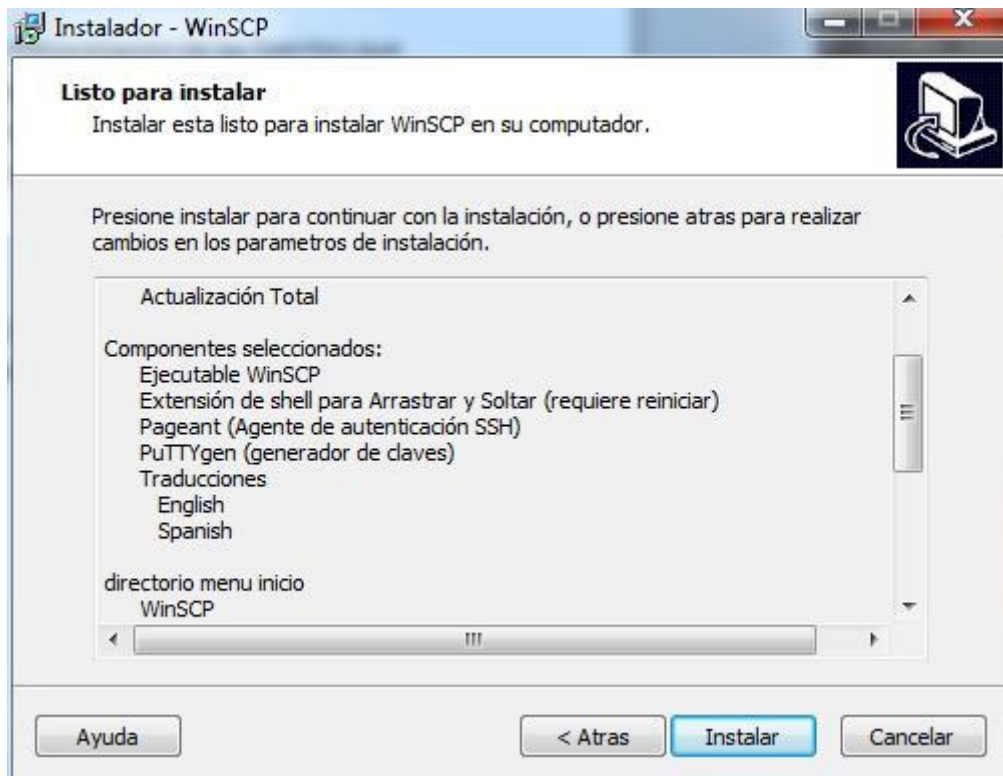 Instalador - WinSCP
Listo para instalar
Instalar esta listo para instalar WinSCP en su computador.
Presione instalar para continuar con la instalación, o presione atras para realizar
cambios en los parametros de instalación.
Actualización Total
Componentes seleccionados:
Ejecutable WinSCP
Extensión de shell para Arrastrar y Soltar (requiere reiniciar)
Pageant (Agente de autenticación SSH)
PuTTYgen (generador de claves)
Traducciones
English
Spanish
directorio menu inicio
WinSCP
Ayuda
< Atras
Instalar
Cancelar